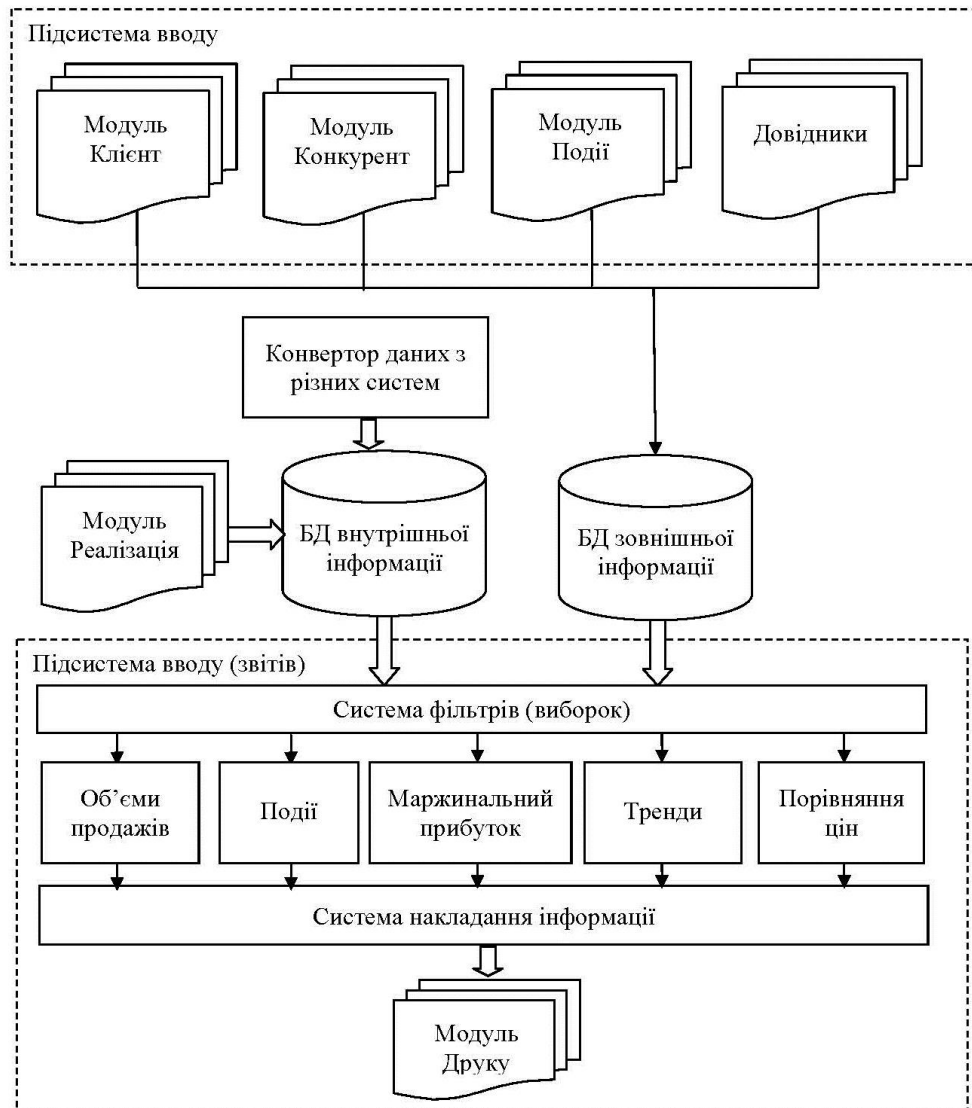 Підсистема вводу
Модуль
Клієнт
Модуль
Конкурент
Модуль
Події
Довідники
Конвертор даних з
різних систем
Модуль
Реалізація
БД внутрішньої
інформації
БД зовнішньої
інформації
Підсистема вводу (звітів)
Система фільтрів (виборок)
Об’єми
продажів
Події
Маржинальний
прибуток
Тренди
Порівняння
цін
Система накладання інформації
Модуль
Друку